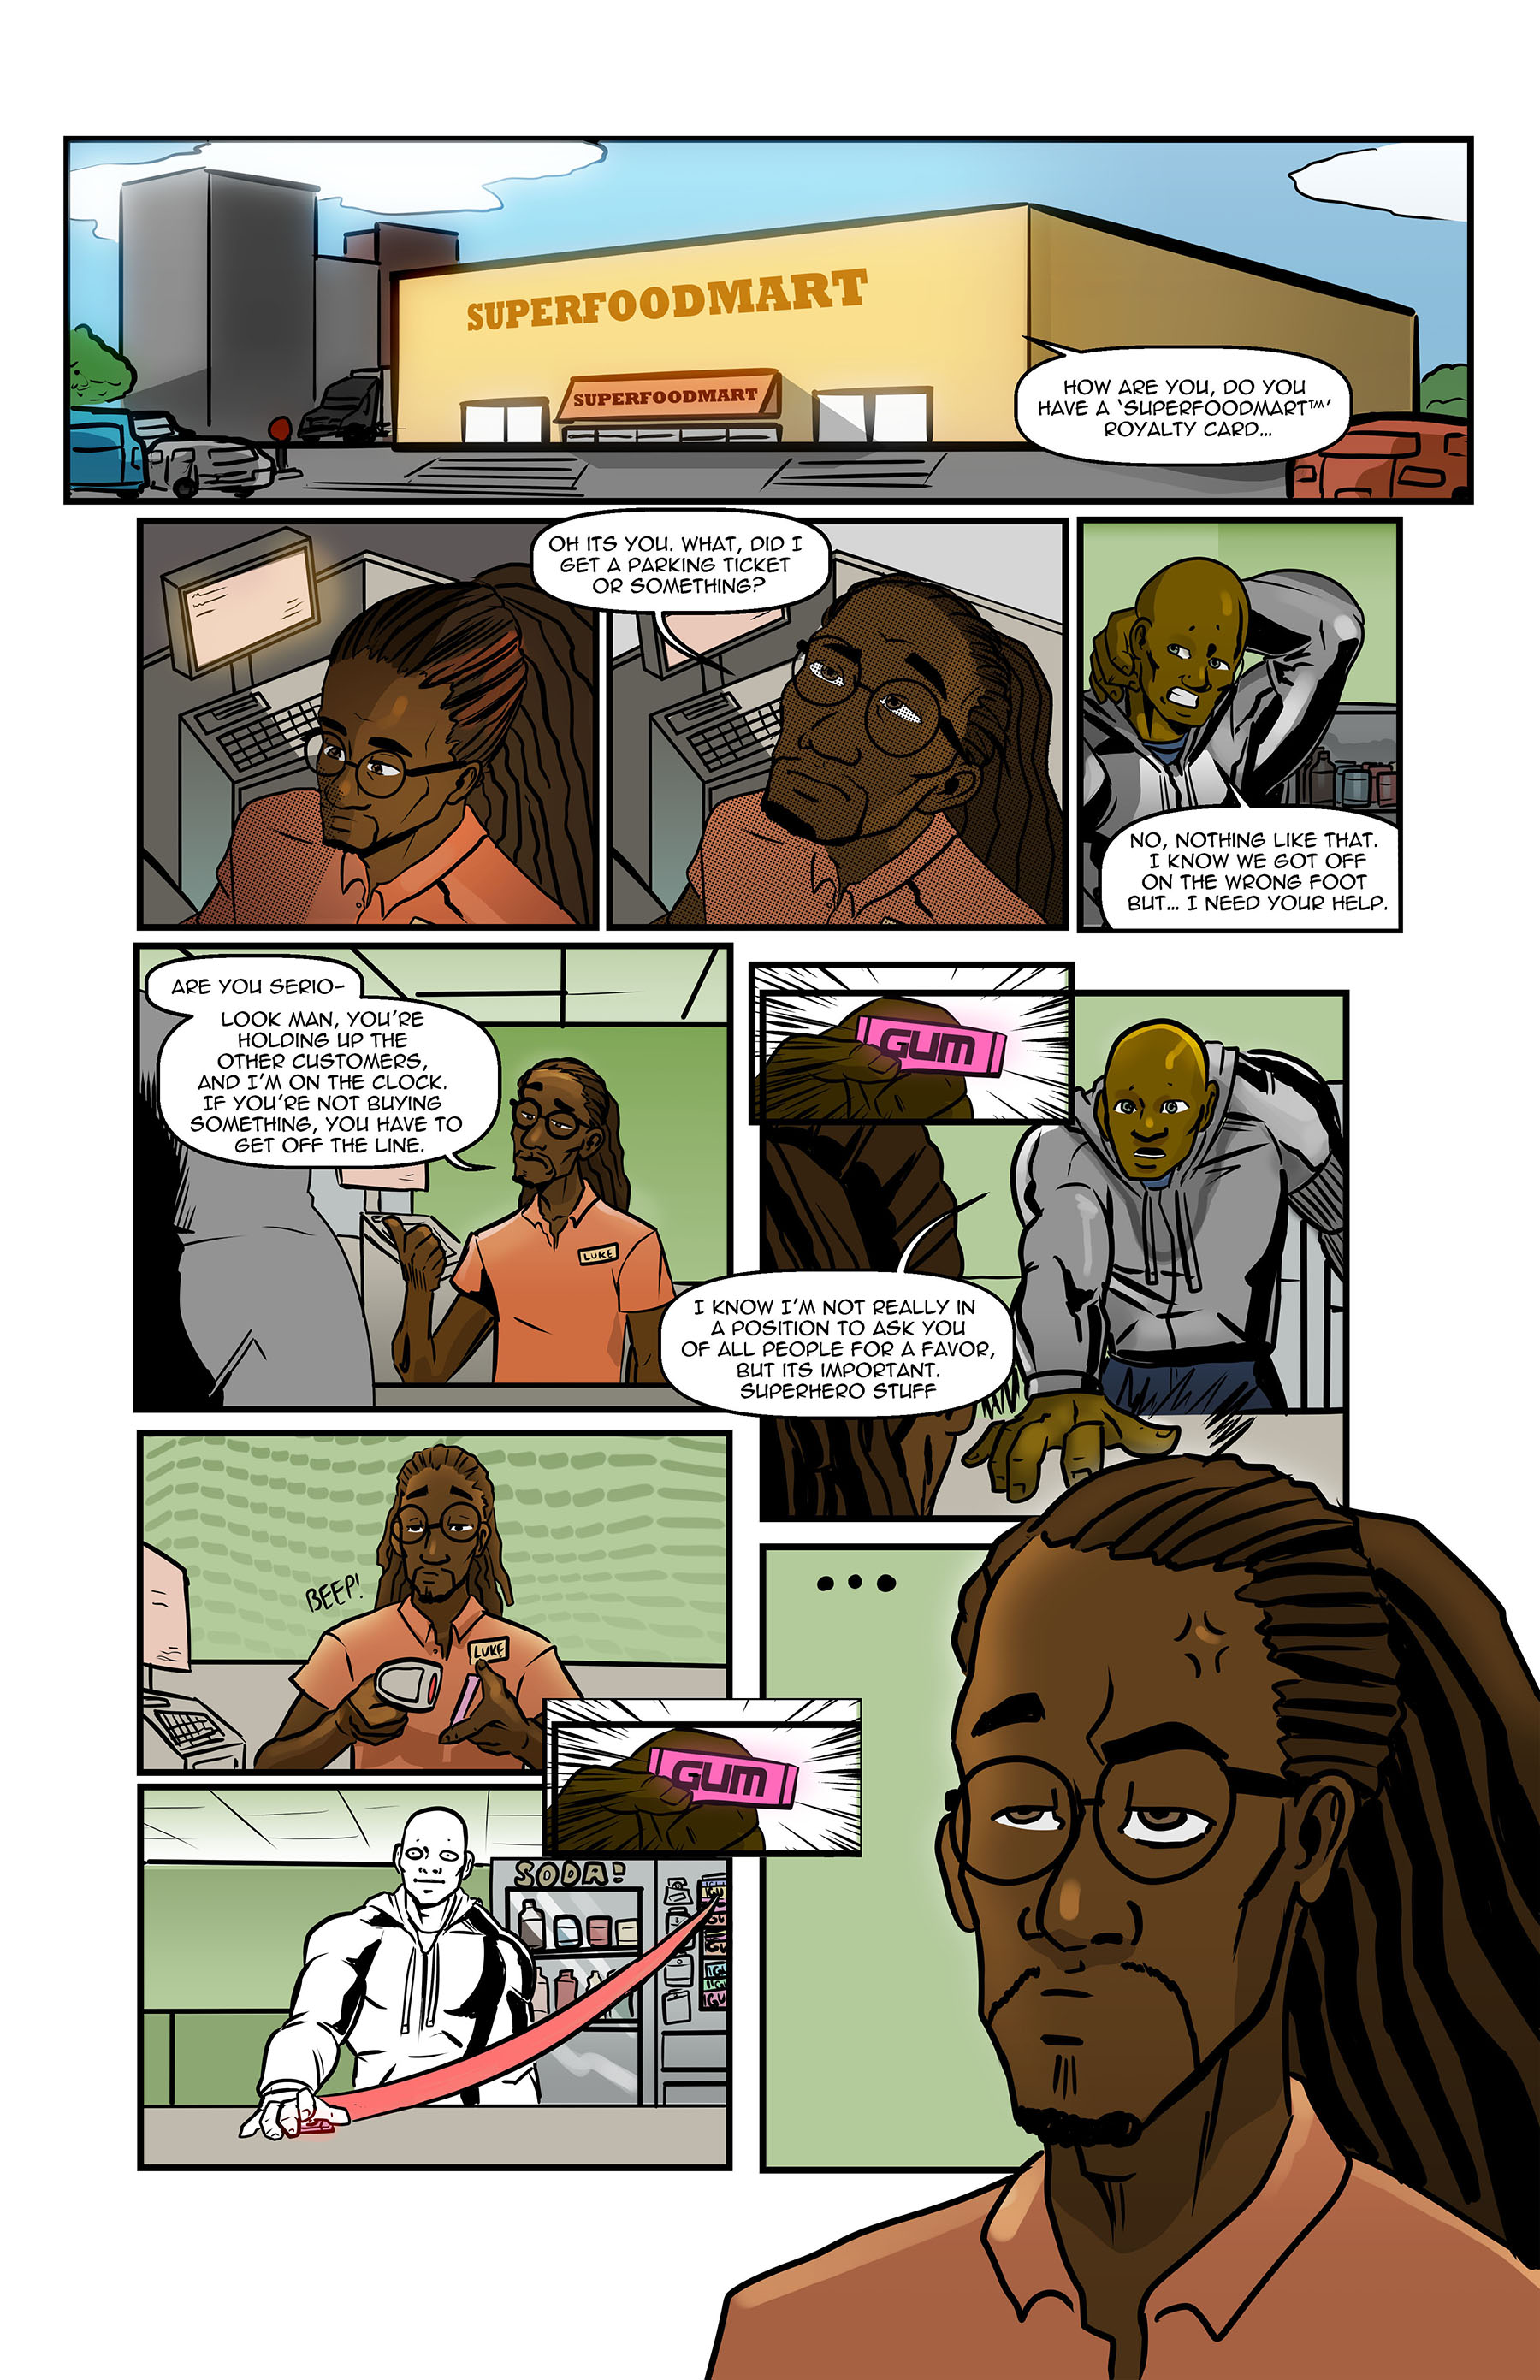 SUPERFOODMART
SUPERFOODMART
HOW ARE YOU, DO YOU
HAVE A 'SUPERFOODMART™'
ROYALTY CARD...
OH ITS YOU. WHAT, DID I
GET A PARKING TICKET
OR SOMETHING?
NO, NOTHING LIKE THAT.
I KNOW WE GOT OFF
ON THE WRONG FOOT
BUT... I NEED YOUR HELP.
ARE YOU SERIO-
LOOK MAN, YOU'RE
HOLDING UP THE
OTHER CUSTOMERS,
AND I'M ON THE CLOCK.
IF YOU'RE NOT BUYING
SOMETHING, YOU HAVE TO
GET OFF THE LINE.
LUKE
GUM
I KNOW I'M NOT REALLY IN
A POSITION TO ASK YOU
OF ALL PEOPLE FOR A FAVOR,
BUT ITS IMPORTANT.
SUPERHERO STUFF
BEEP!
LUKE
GUM
SODA!
...